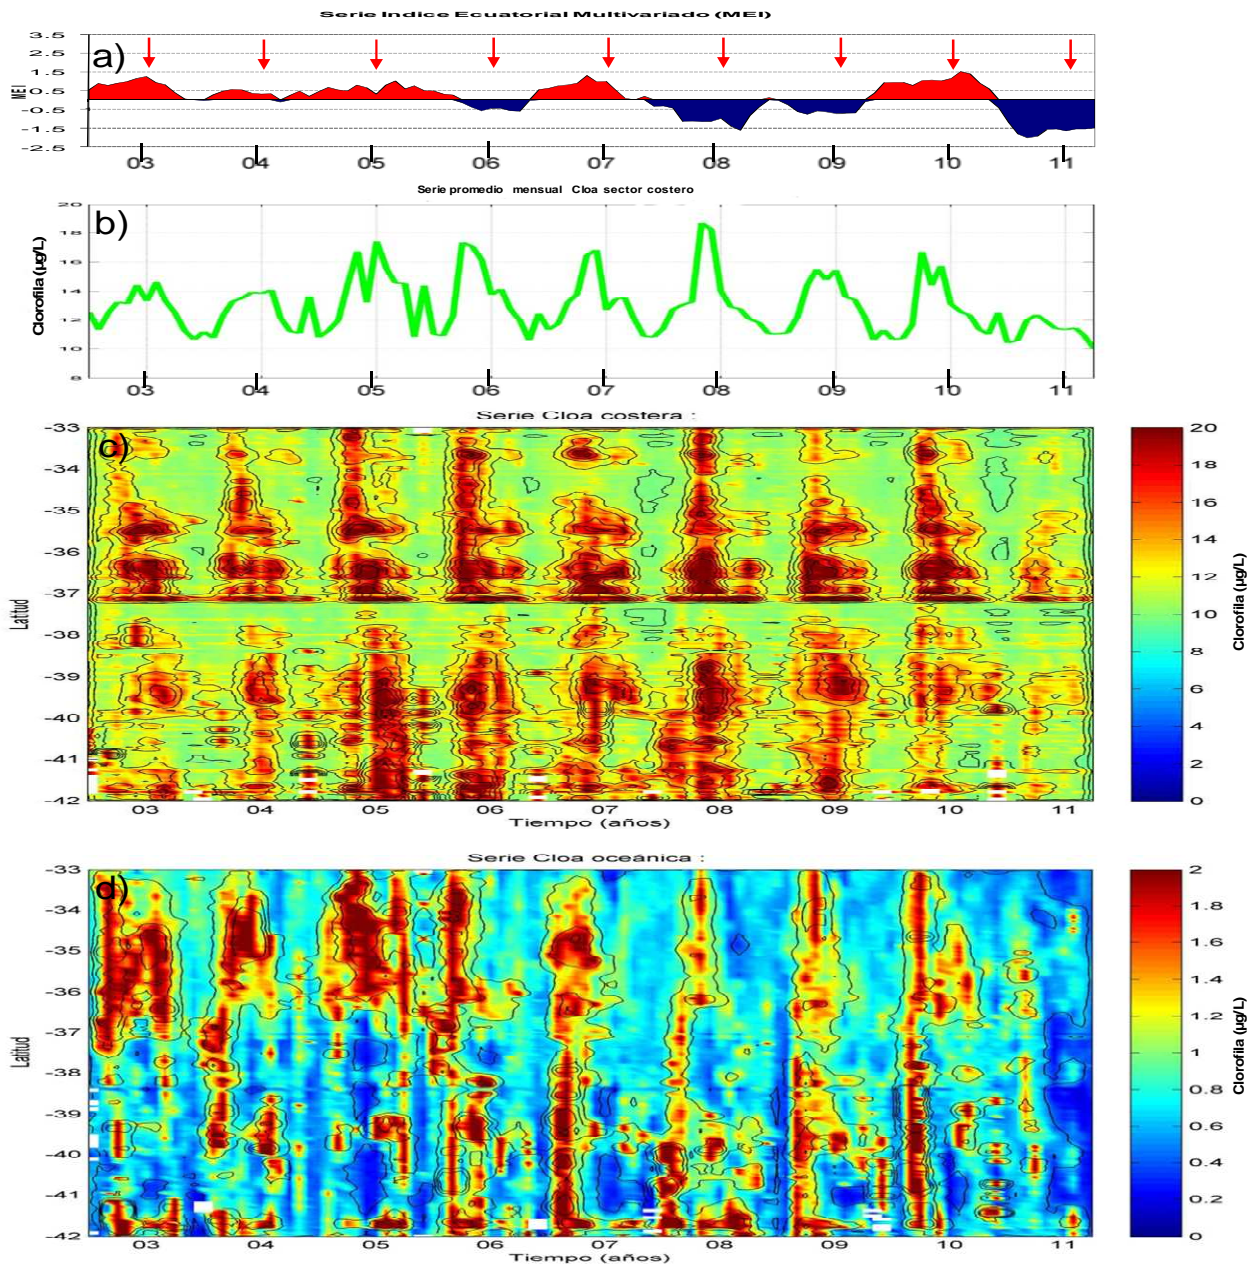 Serie Indice Ecuatorial Multivariado (MEI)
a)
MEI
3.5
2.5
1.5
0.5
-0.5
-1.5
-2.5
03 04 05 06 07 08 09 10 11
Serie promedio mensual Cloa sector costero
b)
Clorofila (µg/L)
20
18
16
14
12
10
8
03 04 05 06 07 08 09 10 11
Serie Cloa costera :
c)
Latitud
-33
-34
-35
-36
-37
-38
-39
-40
-41
-42
03 04 05 06 07 08 09 10 11
Tiempo (años)
20
18
16
14
12
10
8
6
4
2
0
Clorofila (µg/L)
Serie Cloa oceánica :
d)
Latitud
-33
-34
-35
-36
-37
-38
-39
-40
-41
-42
03 04 05 06 07 08 09 10 11
Tiempo (años)
2
1.8
1.6
1.4
1.2
1
0.8
0.6
0.4
0.2
0
Clorofila (µg/L)